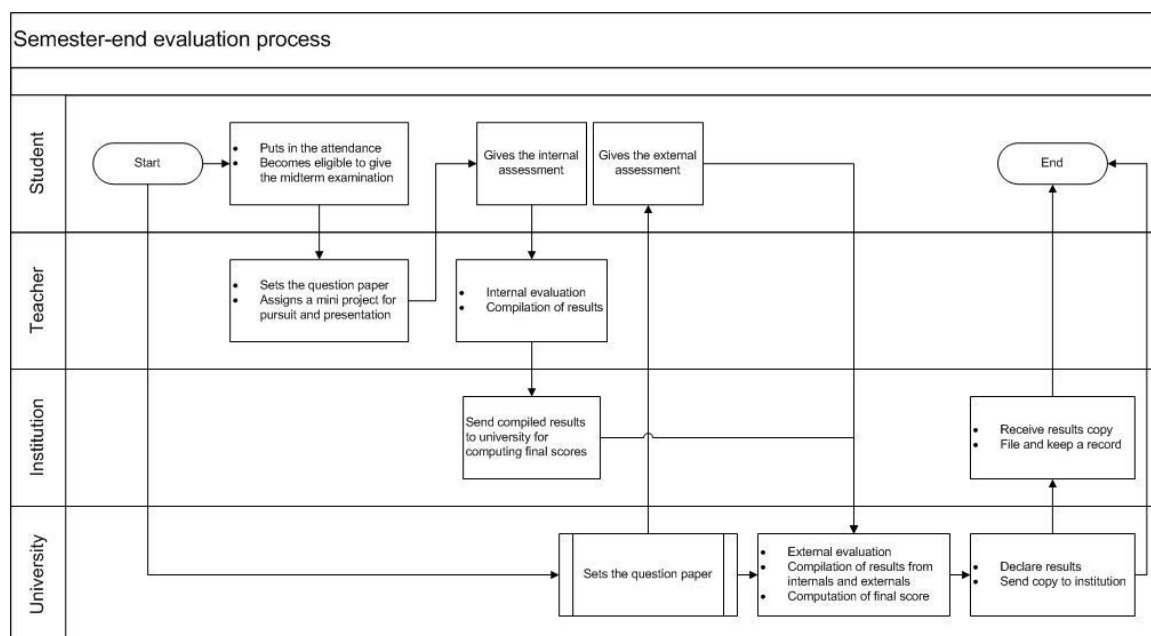 Semester-end evaluation process
Student
Start
• Puts in the attendance
• Becomes eligible to give
the midterm examination
Gives the internal
assessment
Gives the external
assessment
End
Teacher
• Sets the question paper
• Assigns a mini project for
pursuit and presentation
• Internal evaluation
• Compilation of results
Institution
Send compiled results
to university for
computing final scores
• Receive results copy
• File and keep a record
University
Sets the question paper
• External evaluation
• Compilation of results from
internals and externals
• Computation of final score
• Declare results
• Send copy to institution